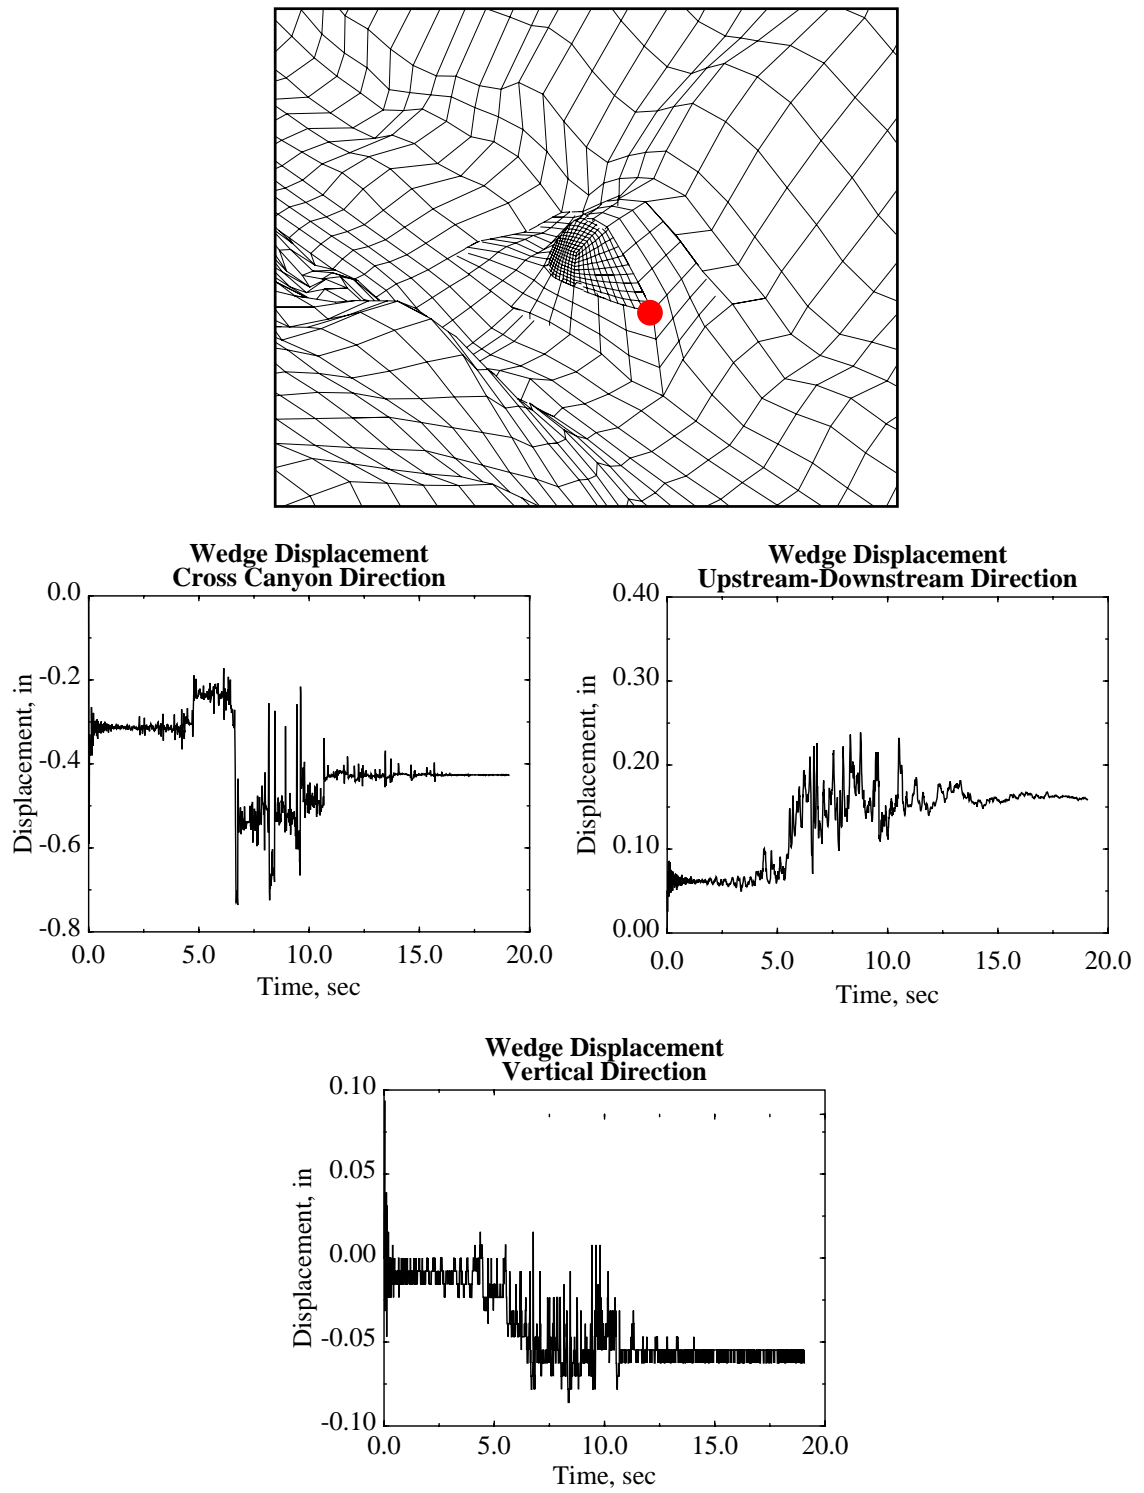 Wedge Displacement
Cross Canyon Direction
0.0
-0.2
-0.4
-0.6
-0.8
Displacement, in
0.0 5.0 10.0 15.0 20.0
Time, sec
Wedge Displacement
Upstream-Downstream Direction
0.40
0.30
0.20
0.10
0.00
Displacement, in
0.0 5.0 10.0 15.0 20.0
Time, sec
Wedge Displacement
Vertical Direction
0.10
0.05
0.00
-0.05
-0.10
Displacement, in
0.0 5.0 10.0 15.0 20.0
Time, sec